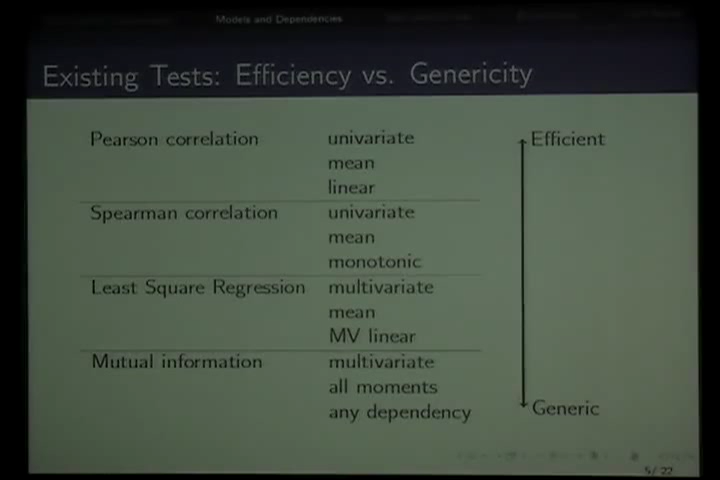 Models and Dependencies
Existing Tests: Efficiency vs. Genericity
Pearson correlation univariate
mean
linear
Efficient
Spearman correlation univariate
mean
monotonic
Least Square Regression multivariate
mean
MV linear
Mutual information multivariate
all moments
any dependency
Generic
5/ 22